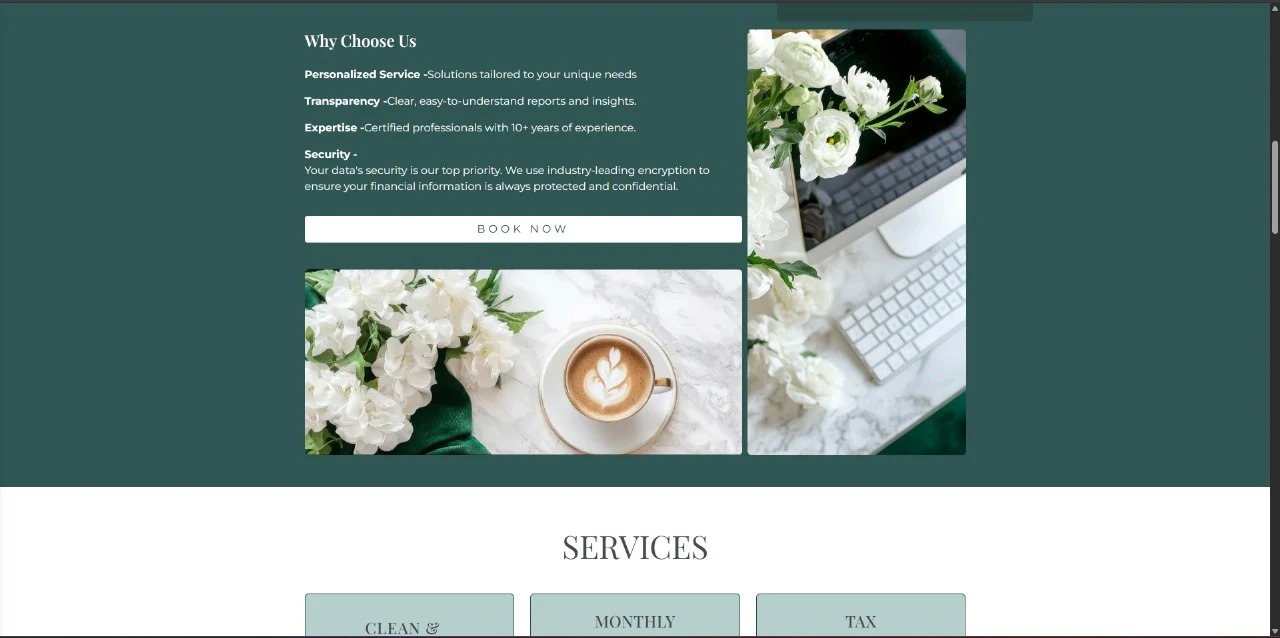 Why Choose Us
Personalized Service -Solutions tailored to your unique needs
Transparency -Clear, easy-to-understand reports and insights.
Expertise -Certified professionals with 10+ years of experience.
Security -
Your data's security is our top priority. We use industry-leading encryption to
ensure your financial information is always protected and confidential.
BOOK NOW
SERVICES
CLEAN &
MONTHLY
TAX